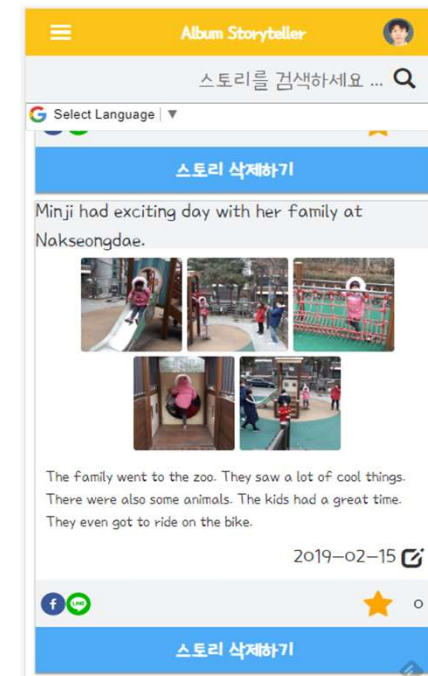 Album Storyteller
스토리를 검색하세요 ...
Select Language ▼
스토리 삭제하기
Minji had exciting day with her family at
Nakseongdae.
The family went to the zoo. They saw a lot of cool things.
There were also some animals. The kids had a great time.
They even got to ride on the bike.
2019-02-15
LINE
0
스토리 삭제하기